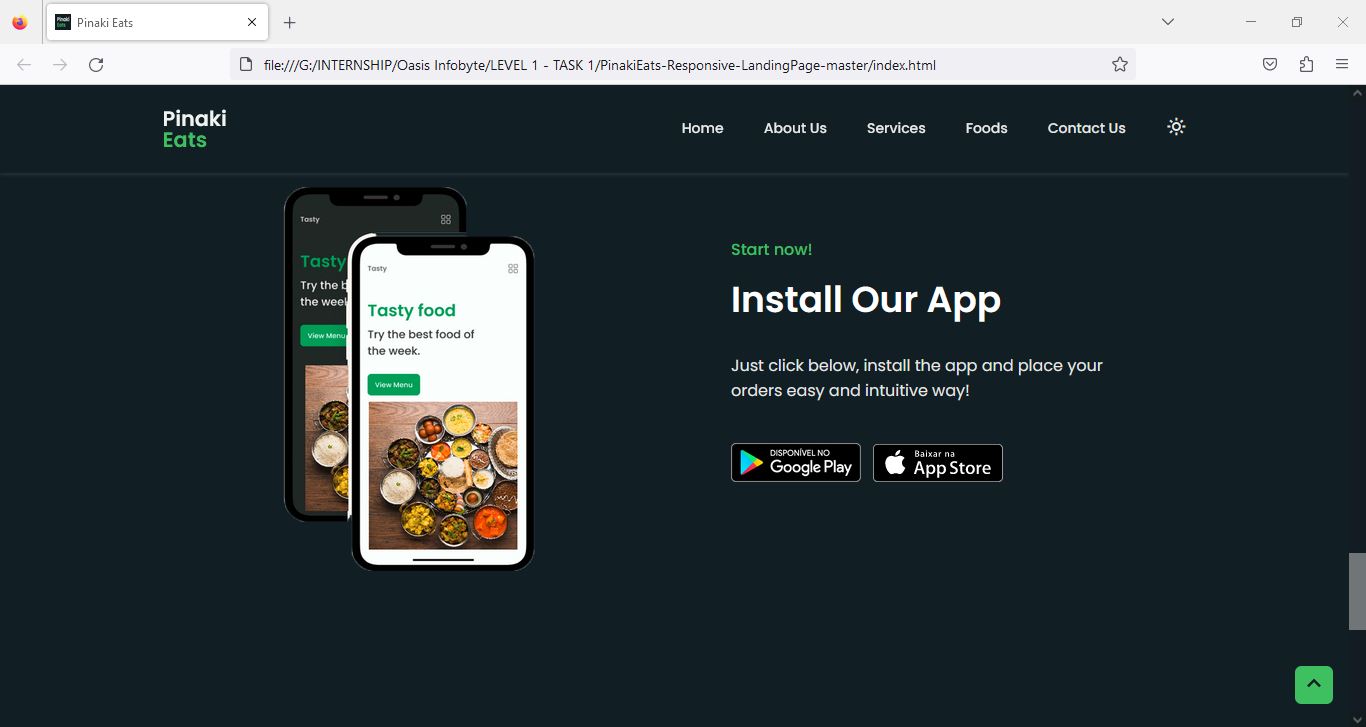 Pinaki Eats
file:///G:/INTERNSHIP/Oasis Infobyte/LEVEL 1 - TASK 1/PinakiEats-Responsive-LandingPage-master/index.html
Pinaki
Eats
Home
About Us
Services
Foods
Contact Us
Tasty
Tasty
Try the b
the week
View Menu
Tasty
Tasty food
Try the best food of
the week.
View Menu
Start now!
Install Our App
Just click below, install the app and place your
orders easy and intuitive way!
DISPONÍVEL NO
Google Play
Baixar na
App Store